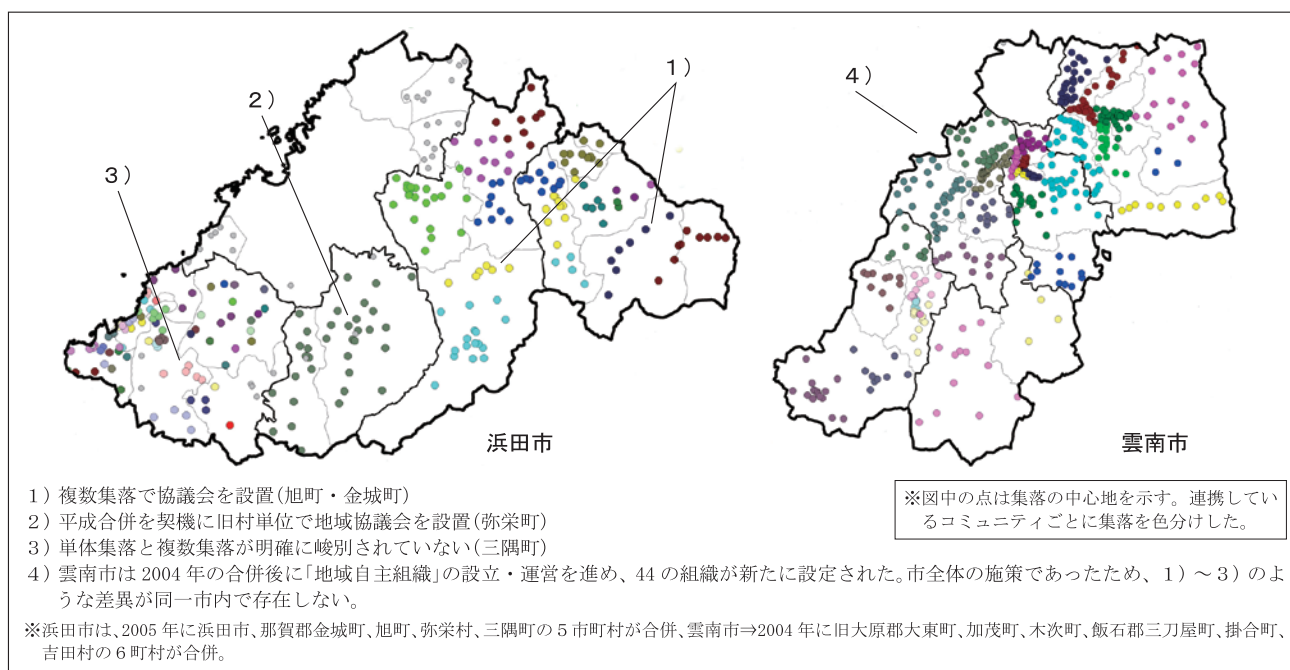 1）
2）
4）
3）
浜田市
雲南市
1）複数集落で協議会を設置(旭町・金城町)
2）平成合併を契機に旧村単位で地域協議会を設置(弥栄町)
3）単体集落と複数集落が明確に峻別されていない(三隅町)
4）雲南市は 2004 年の合併後に「地域自主組織」の設立・運営を進め、44 の組織が新たに設定された。市全体の施策であったため、1）～3）のよ
うな差異が同一市内で存在しない。
※図中の点は集落の中心地を示す。連携してい
るコミュニティごとに集落を色分けした。
※浜田市は、2005 年に浜田市、那賀郡金城町、旭町、弥栄村、三隅町の５市町村が合併、雲南市⇒2004 年に旧大原郡大東町、加茂町、木次町、飯石郡三刀屋町、掛合町、
吉田村の６町村が合併。